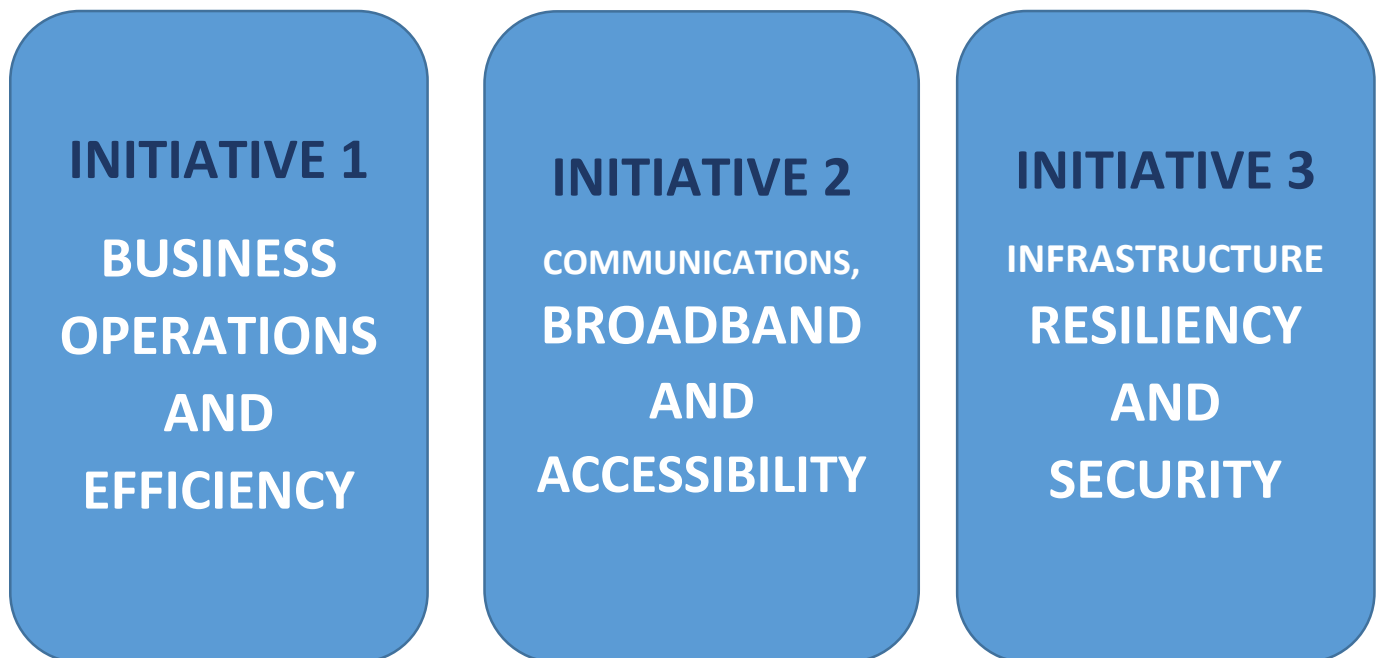 INITIATIVE 1
BUSINESS
OPERATIONS
AND
EFFICIENCY
INITIATIVE 2
COMMUNICATIONS,
BROADBAND
AND
ACCESSIBILITY
INITIATIVE 3
INFRASTRUCTURE
RESILIENCY
AND
SECURITY